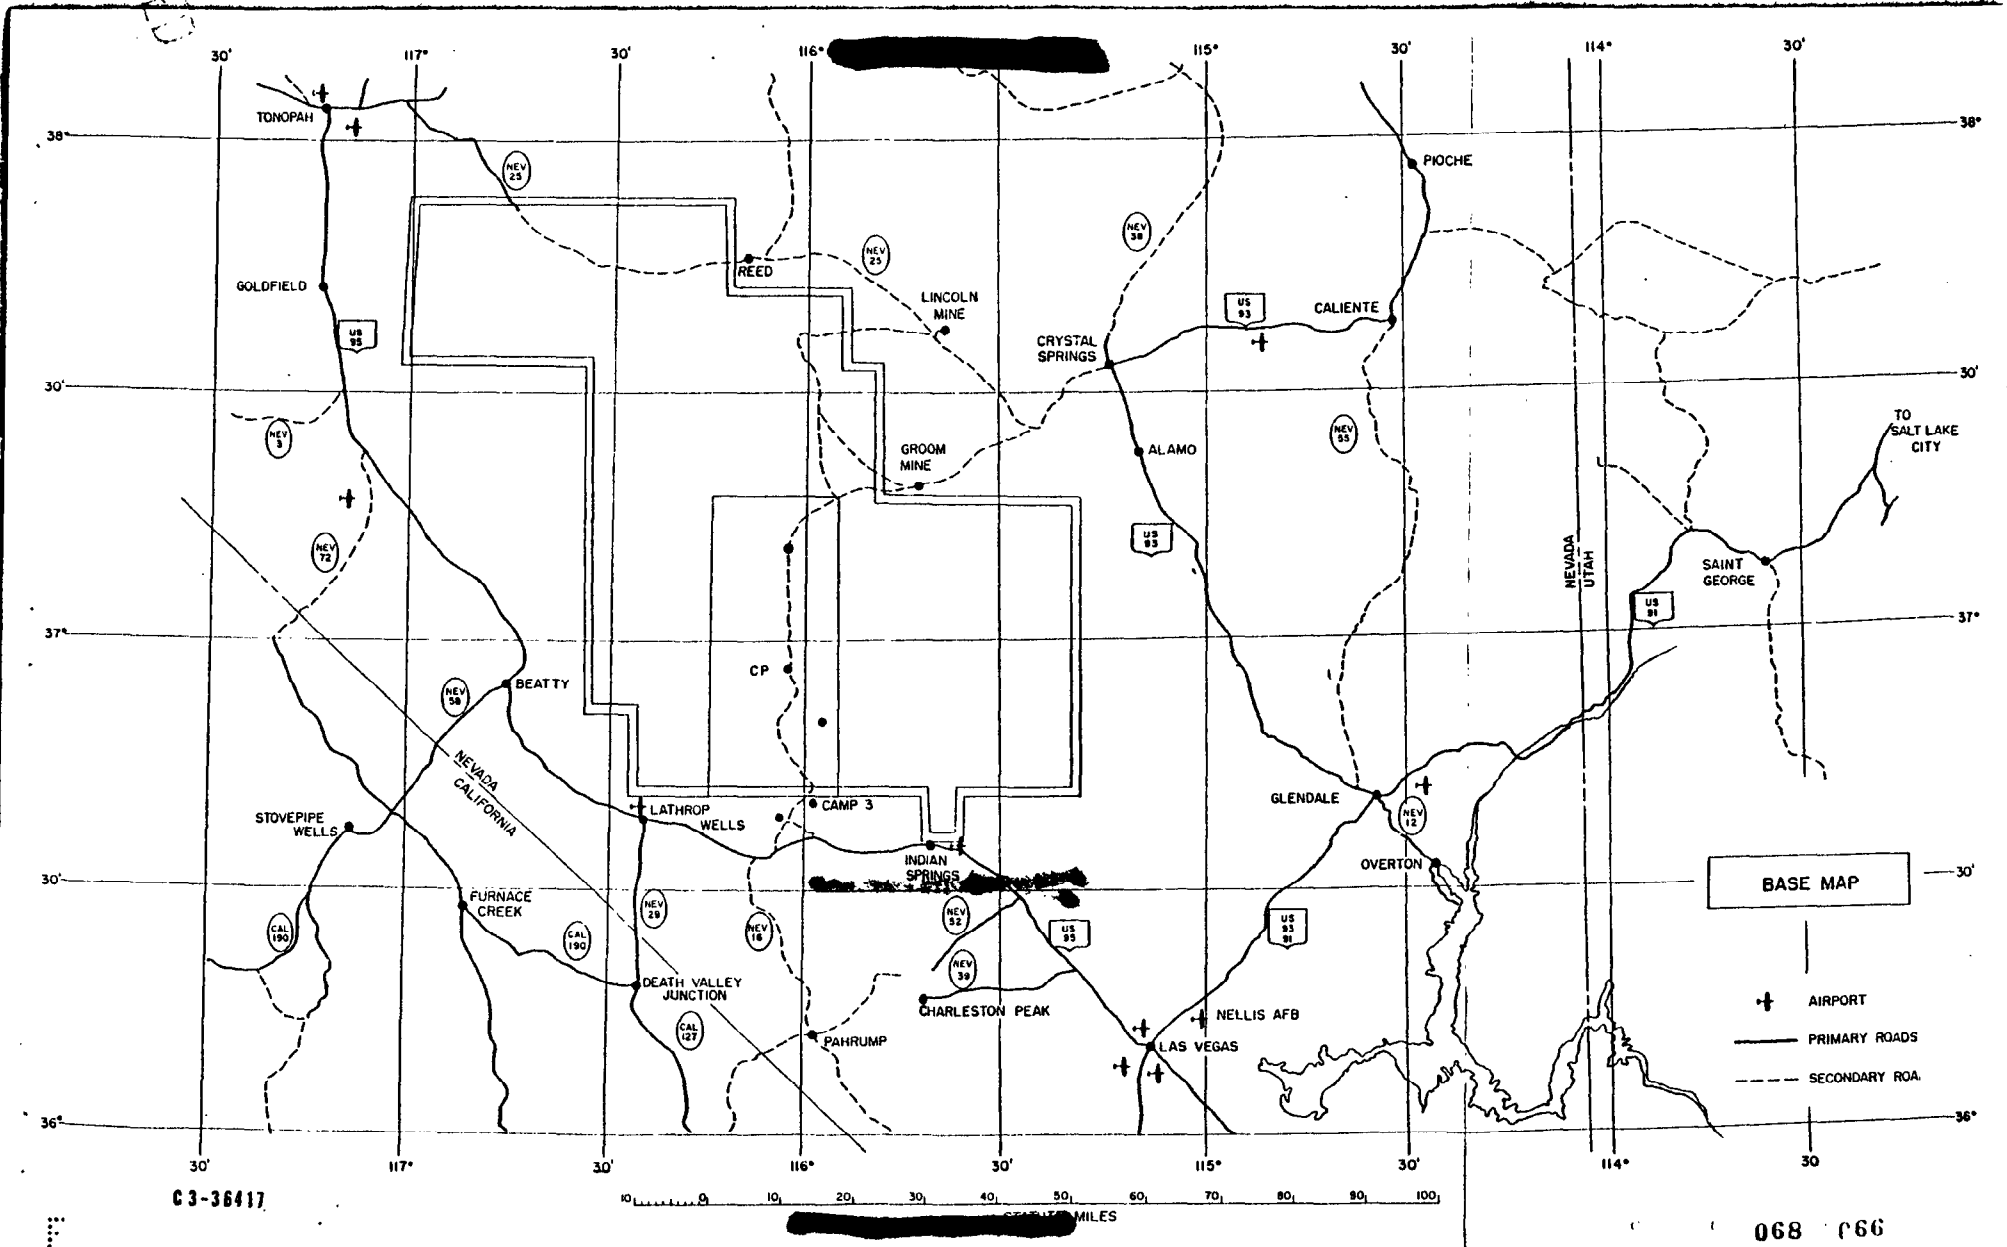 30' 117° 30' 116° 115° 30' 114° 30'
TONOPAH
38° 38°
NEV
25
PIOCHE
NEV
38
NEV
25
REED
GOLDFIELD
LINCOLN
MINE
US
93
CALIENTE
US
95
CRYSTAL
SPRINGS
30' 30'
TO
SALT LAKE
CITY
NEV
3
NEV
55
GROOM
MINE
ALAMO
NEV
72
US
93
NEVADA
UTAH
SAINT
GEORGE
US
91
37° 37°
CP
BEATTY
NEV
58
NEVADA
CALIFORNIA
LATHROP
WELLS
CAMP 3
GLENDALE
NEV
12
STOVEPIPE
WELLS
INDIAN
SPRINGS
OVERTON
30' 30'
BASE MAP
FURNACE
CREEK
NEV
29
NEV
16
NEV
52
US
95
US
93
91
CAL
190
CAL
190
NEV
39
DEATH VALLEY
JUNCTION
CHARLESTON PEAK
AIRPORT
NELLIS AFB
CAL
127
PAHRUMP
LAS VEGAS
PRIMARY ROADS
SECONDARY ROA
36° 36°
30' 117° 30' 116° 30' 115° 30' 114° 30
C3-36417
10 0 10 20 30 40 50 60 70 80 90 100
STATUTE MILES
068